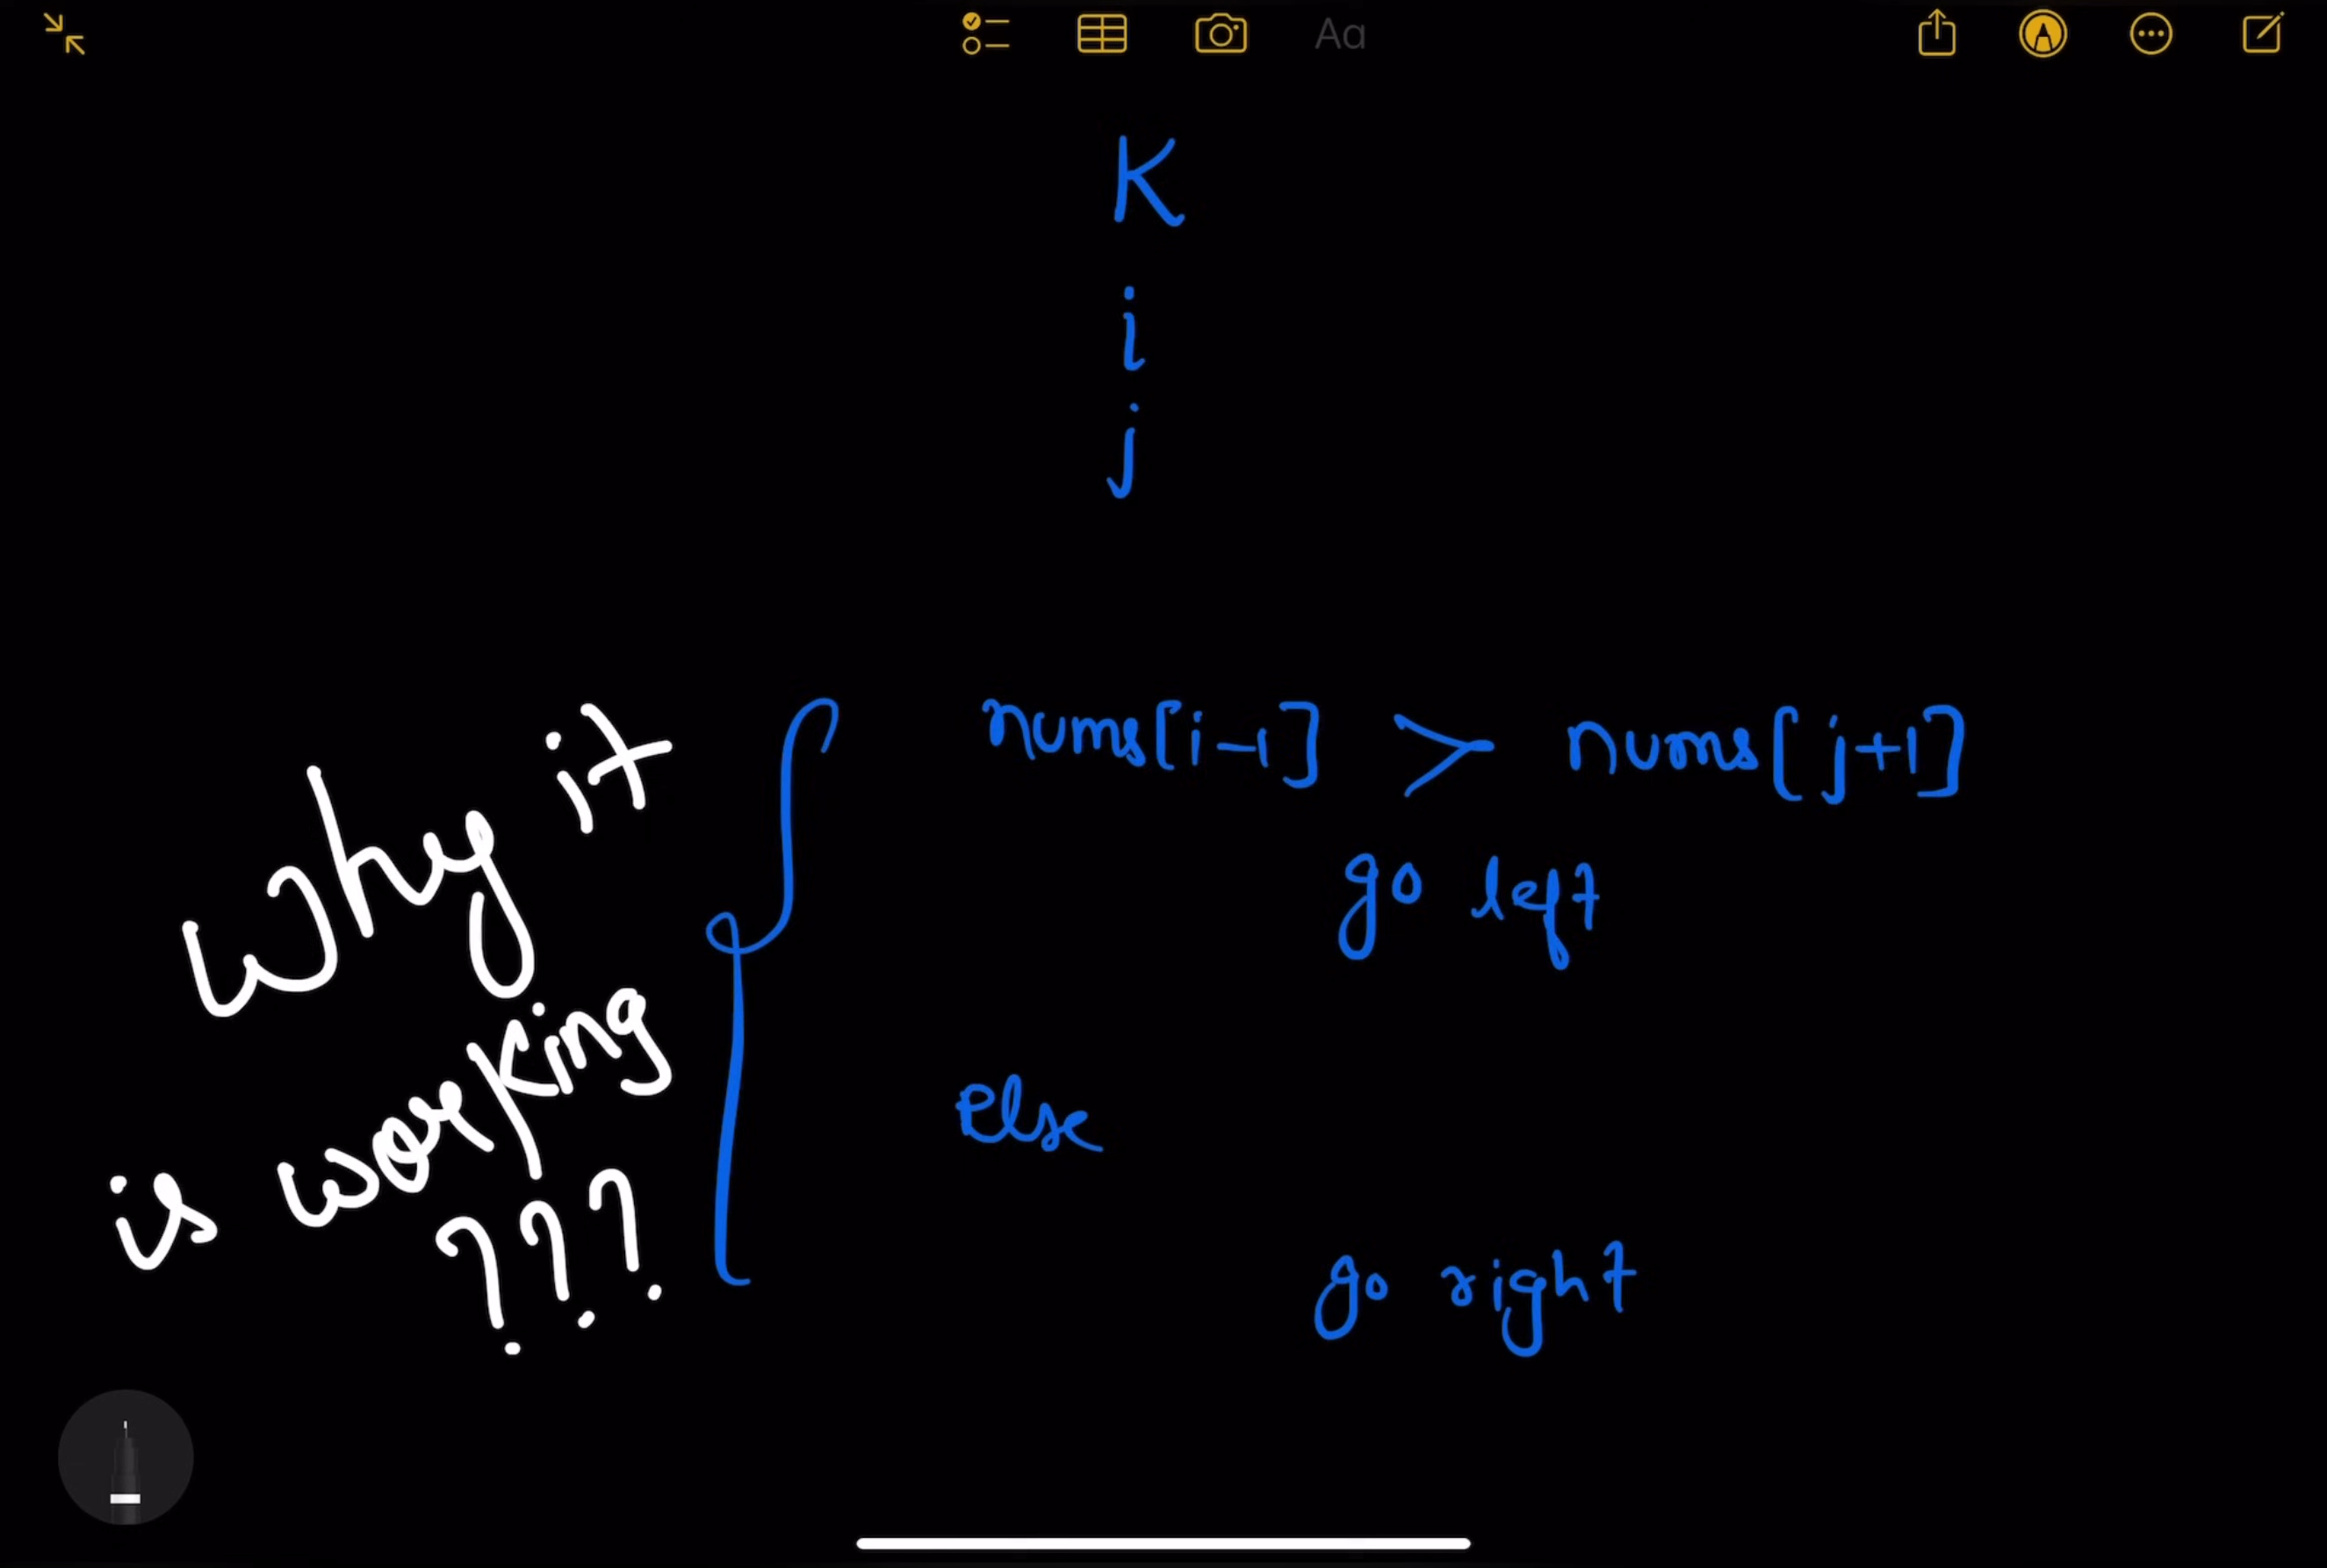 Aa
K
i
j
nums[i-1] > nums[j+1]
go left
else
go right
why it
is working
???